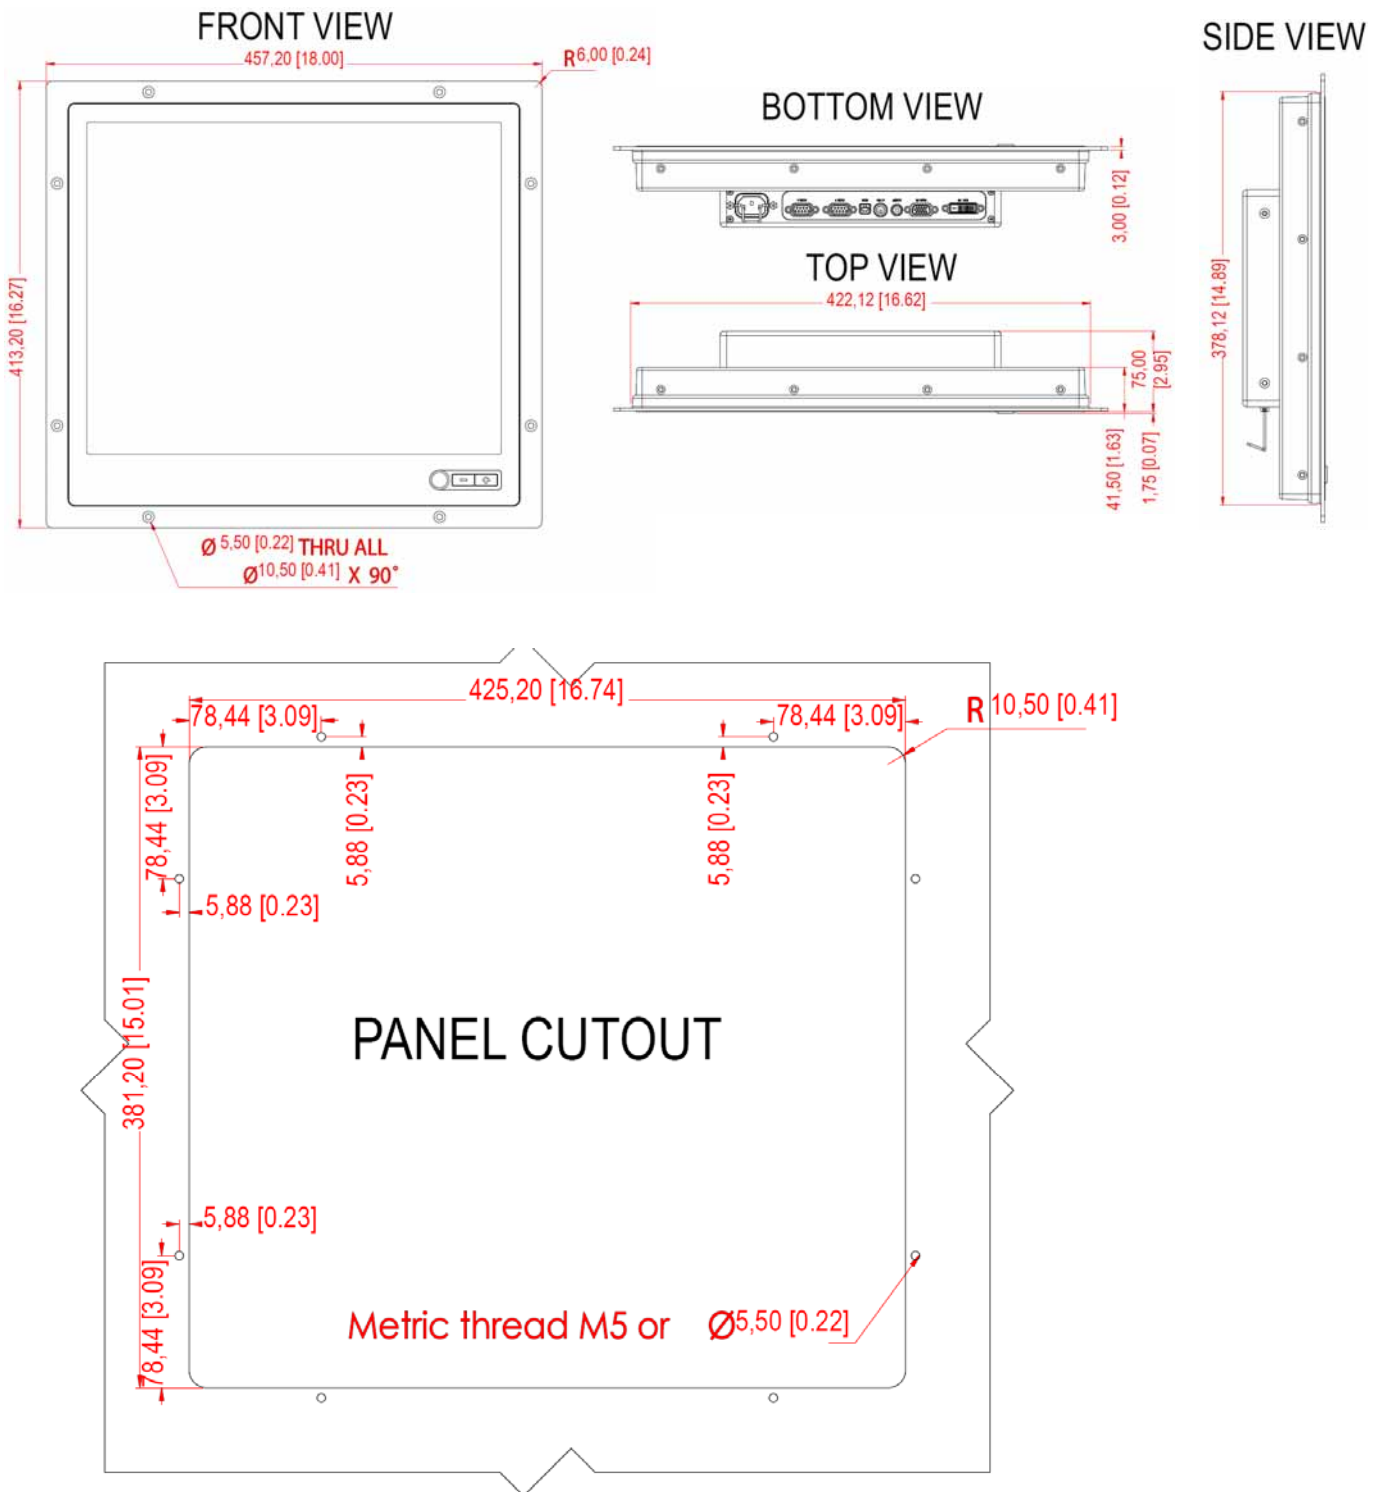 FRONT VIEW
457,20 [18.00]
R6,00 [0.24]
413,20 [16.27]
Ø 5,50 [0.22] THRU ALL
Ø10,50 [0.41] X 90°
BOTTOM VIEW
3,00 [0.12]
TOP VIEW
422,12 [16.62]
75,00
[2.95]
41,50 [1.63]
1,75 [0.07]
SIDE VIEW
378,12 [14.89]
425,20 [16.74]
78,44 [3.09]
78,44 [3.09]
R 10,50 [0.41]
78,44 [3.09]
5,88 [0.23]
5,88 [0.23]
5,88 [0.23]
381,20 [15.01]
PANEL CUTOUT
5,88 [0.23]
78,44 [3.09]
Metric thread M5 or Ø5,50 [0.22]